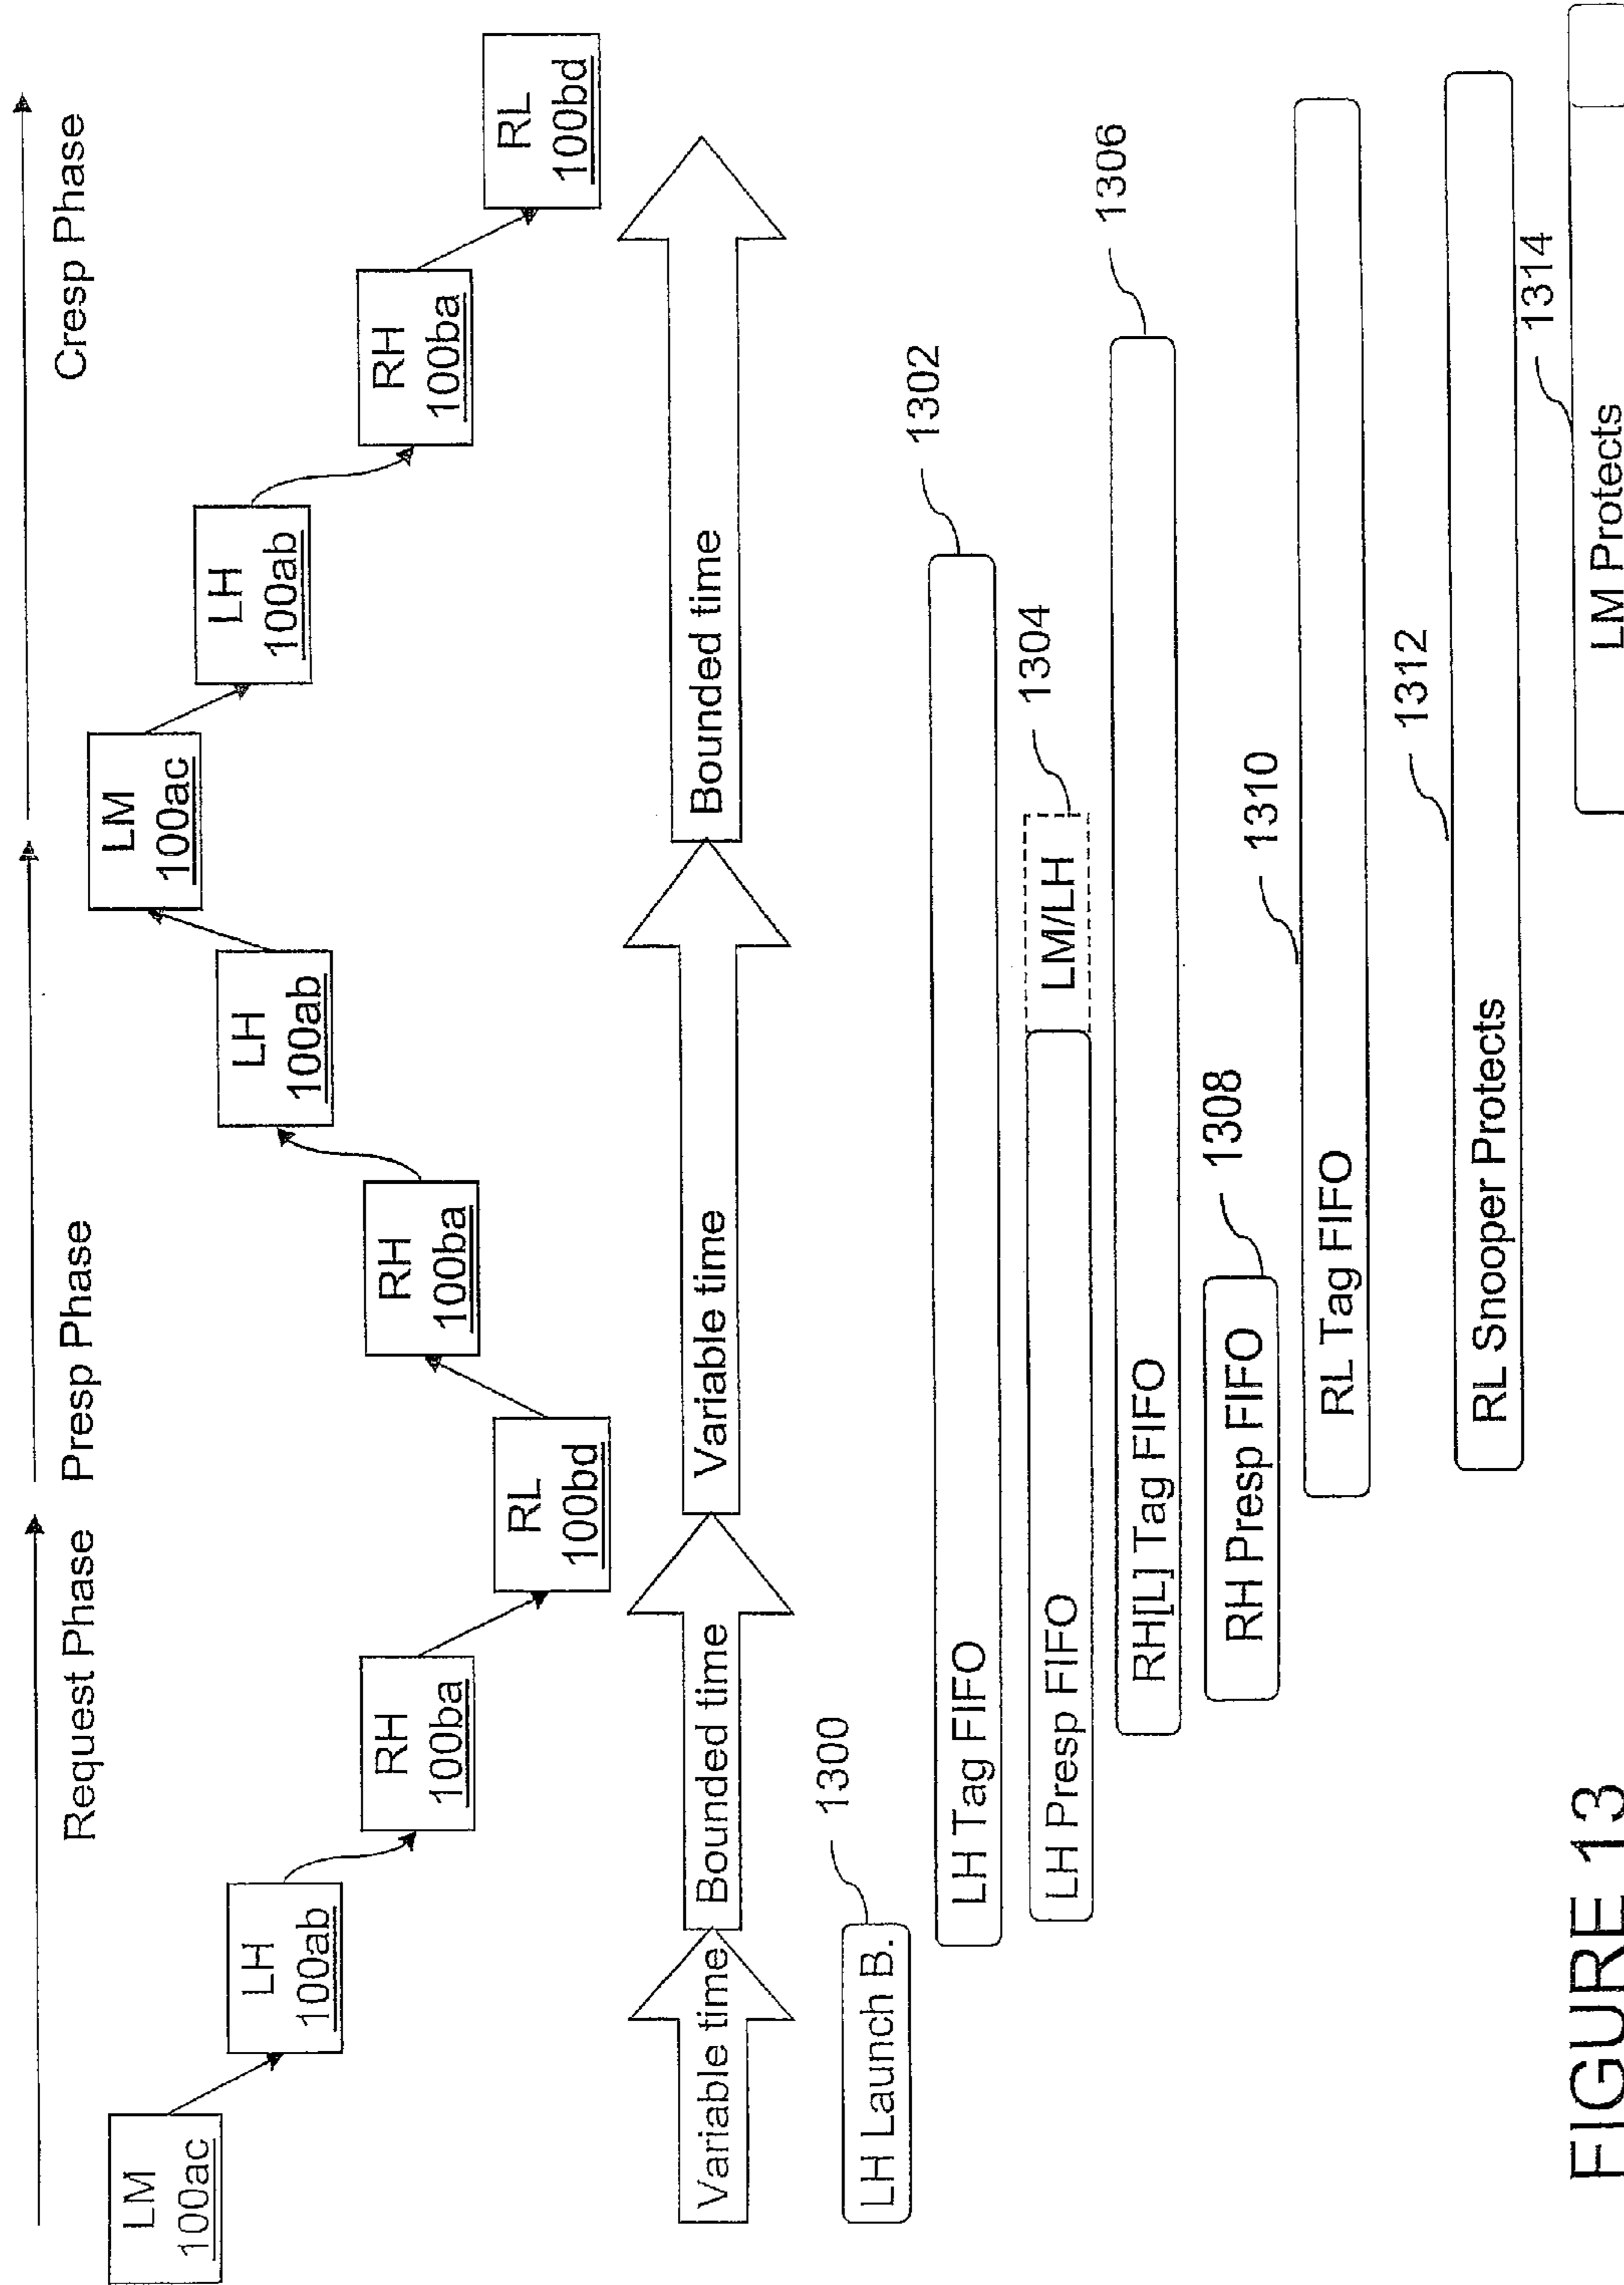 Request Phase
Presp Phase
Cresp Phase
LM
100ac
LH
100ab
RH
100ba
RL
100bd
RH
100ba
LH
100ab
LM
100ac
LH
100ab
RH
100ba
RL
100bd
Variable time
Bounded time
Variable time
Bounded time
LH Launch B.
1300
LH Tag FIFO
1302
LH Presp FIFO
LM/LH
1304
RH[L] Tag FIFO
1306
RH Presp FIFO
1308
RL Tag FIFO
1310
RL Snooper Protects
1312
LM Protects
1314
FIGURE 13